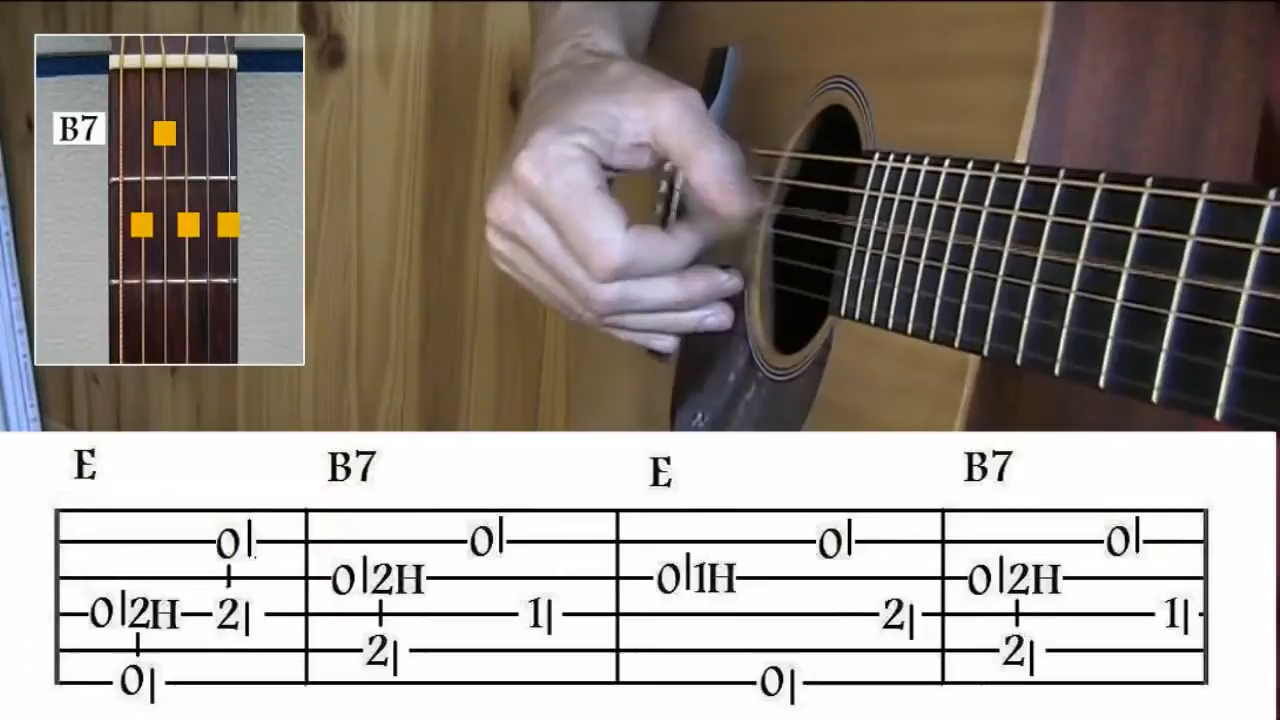 B7
E B7 E B7
0| 0| 0| 0|
0|2H 0|1H 0|2H
0|2H 2| 1| 2| 1|
2| 2|
0| 0|